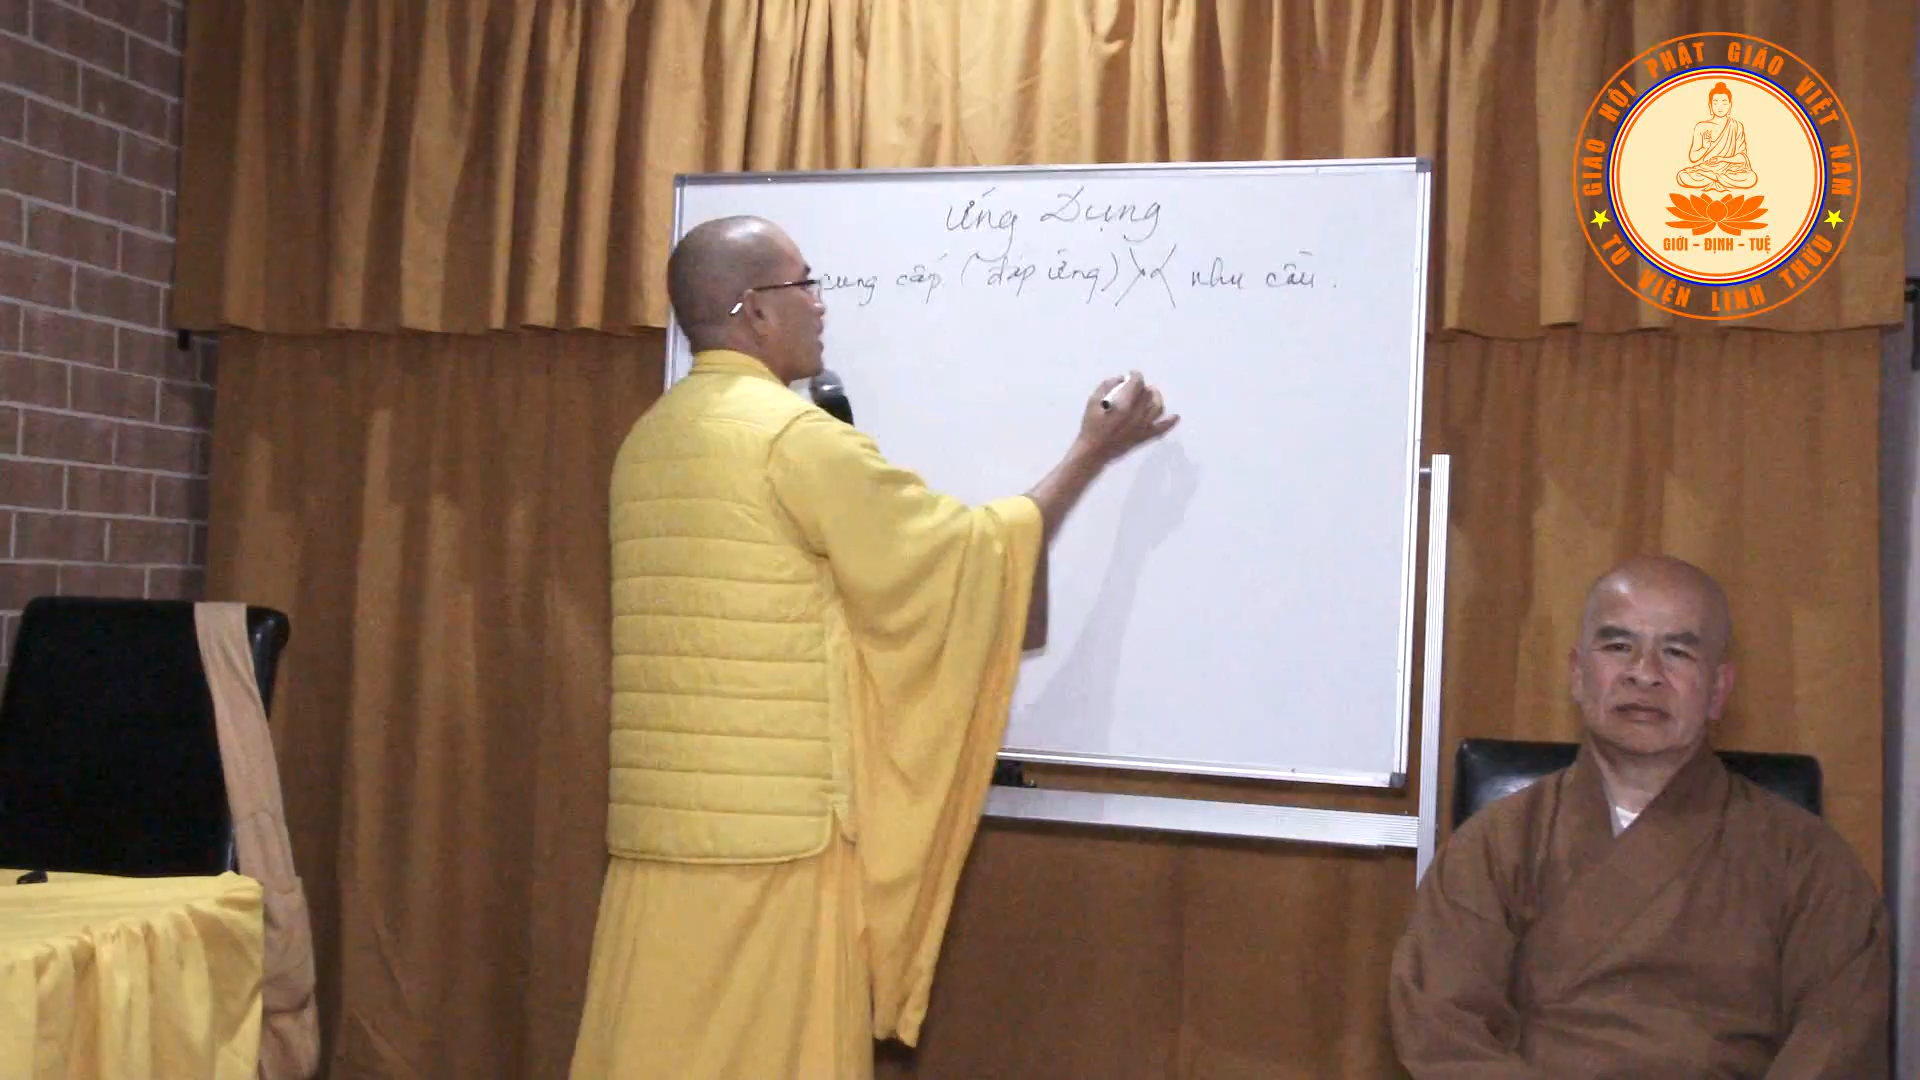 Ứng Dụng
cung cấp (đáp ứng) nhu cầu.
GIÁO HỘI PHẬT GIÁO VIỆT NAM
GIỚI - ĐỊNH - TUỆ
TU VIỆN LINH THỨU